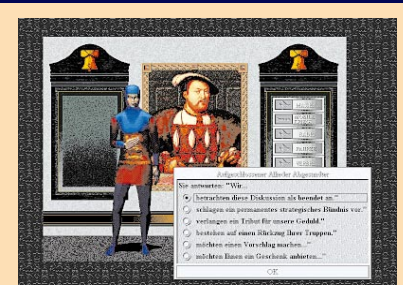 Aufgeschlossener Allerler Abgesandter
Sie antworten: "Wir...
betrachten diese Diskussion als beendet an."
schlagen ein permanentes strategisches Bündnis vor."
verlangen ein Tribut für unsere Geduld."
bestehen auf einen Rückzug Ihrer Truppen."
möchten einen Vorschlag machen..."
möchten Ihnen ein Geschenk anbieten..."
OK